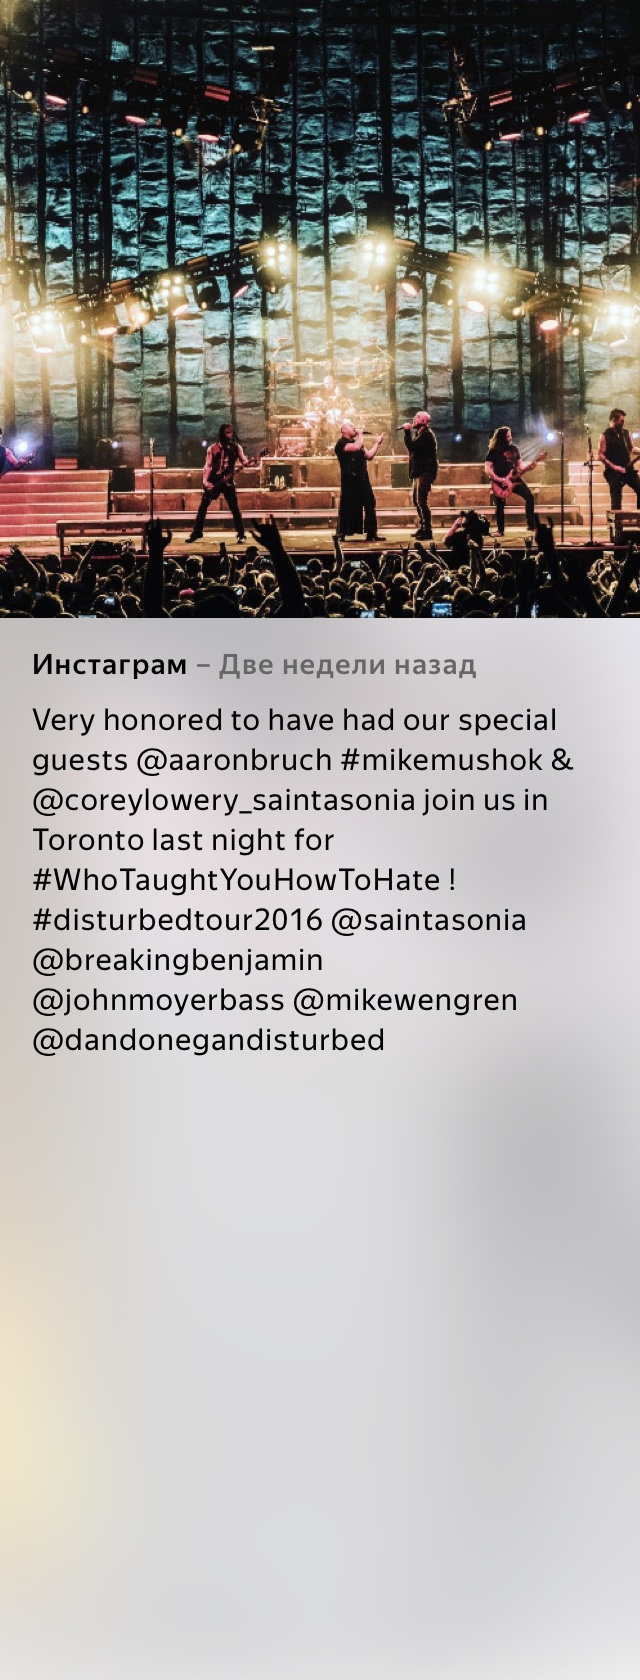 Инстаграм – Две недели назад
Very honored to have had our special
guests @aaronbruch #mikemushok &
@coreylowery_saintasonia join us in
Toronto last night for
#WhoTaughtYouHowToHate !
#disturbedtour2016 @saintasonia
@breakingbenjamin
@johnmoyerbass @mikewengren
@dandonegandisturbed